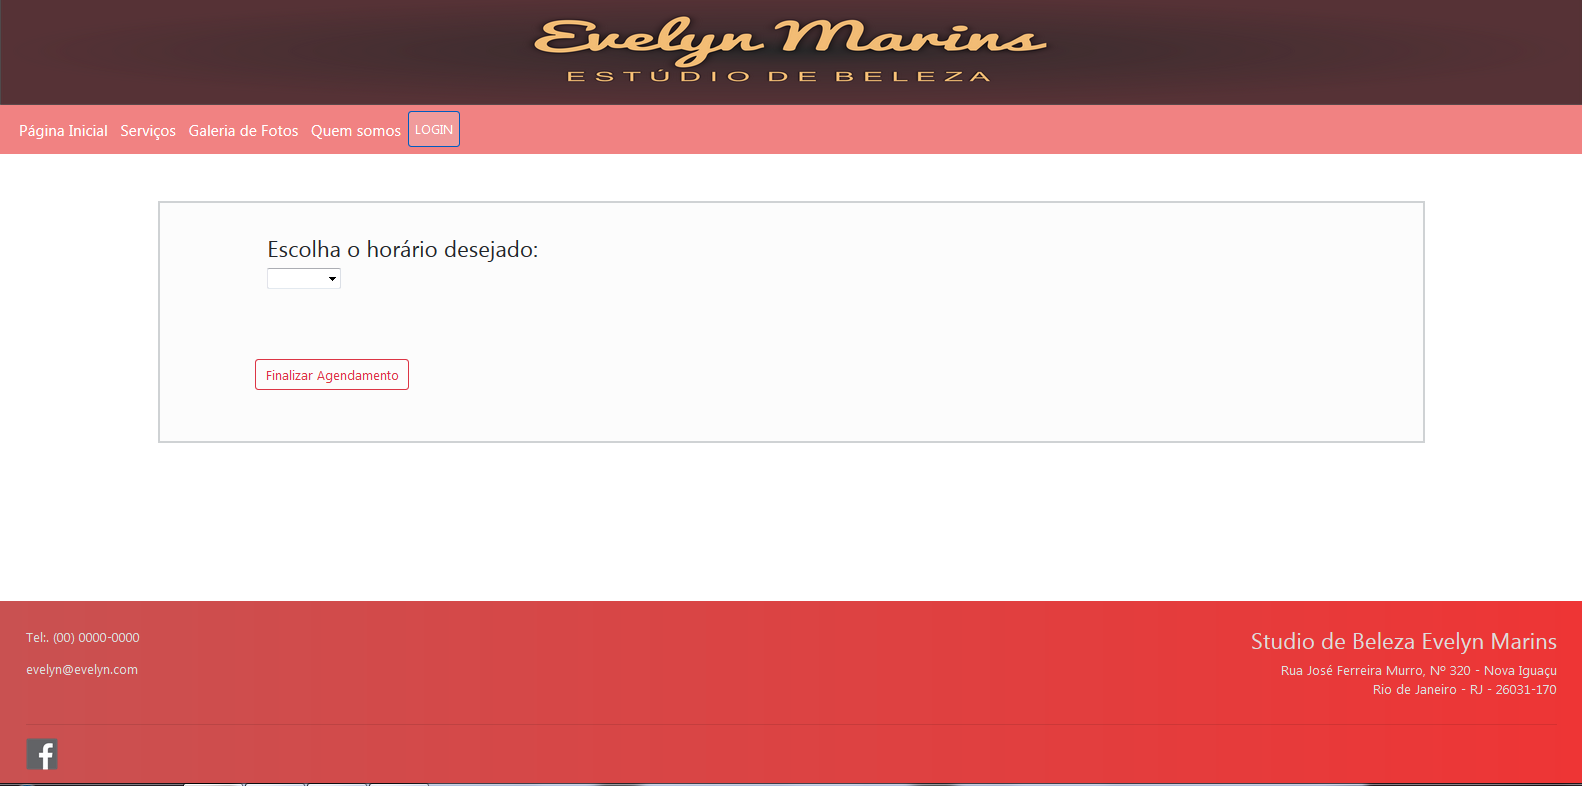 Evelyn Marins
ESTÚDIO DE BELEZA
Página Inicial Serviços Galeria de Fotos Quem somos LOGIN
Escolha o horário desejado:
Finalizar Agendamento
Tel:. (00) 0000-0000
evelyn@evelyn.com
Studio de Beleza Evelyn Marins
Rua José Ferreira Murro, Nº 320 - Nova Iguaçu
Rio de Janeiro - RJ - 26031-170